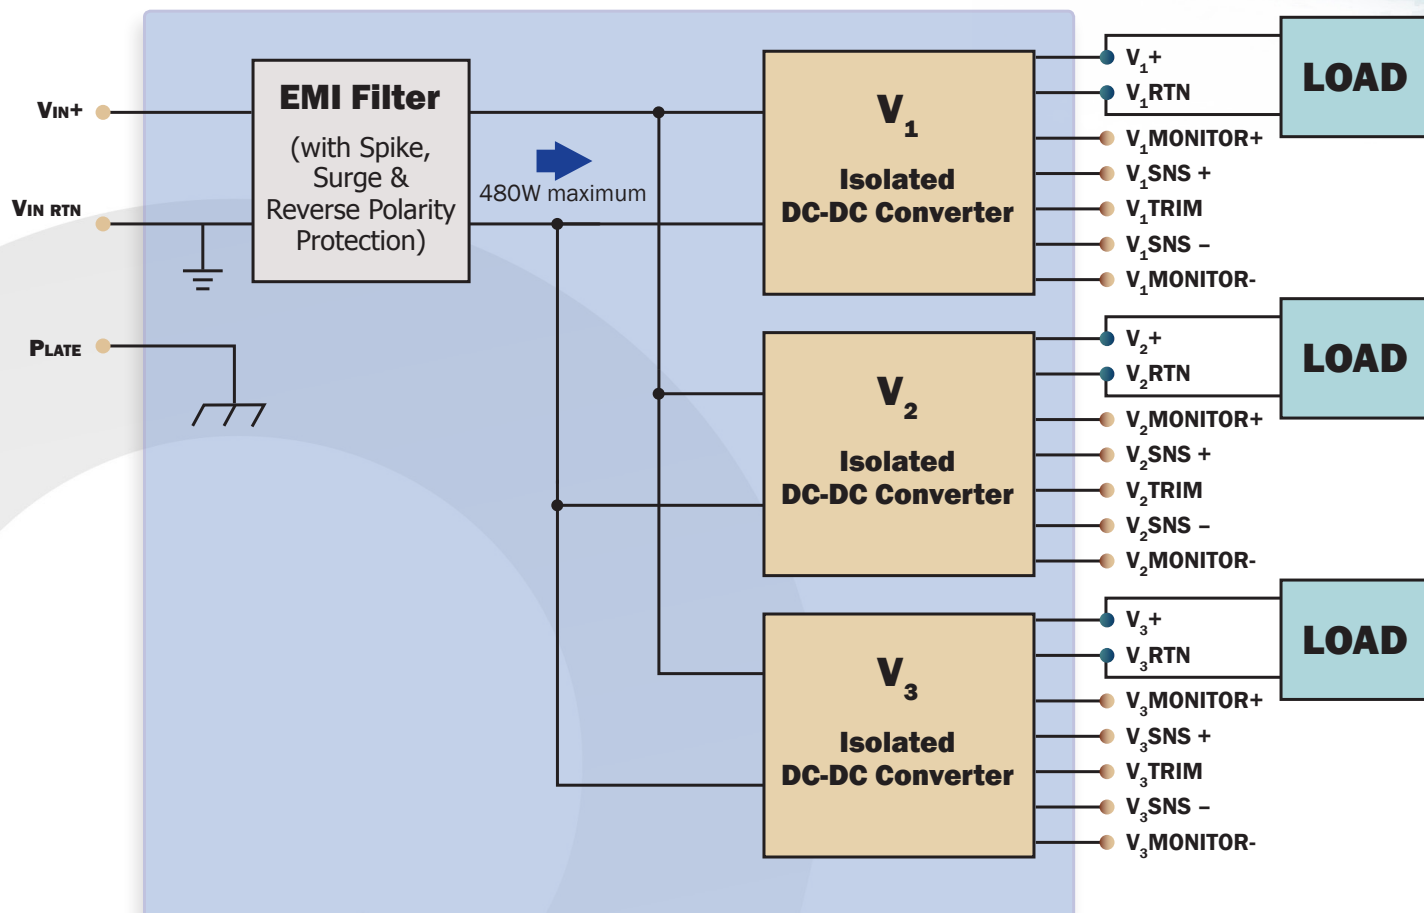 VIN+
VIN RTN
PLATE
EMI Filter
(with Spike,
Surge &
Reverse Polarity
Protection)
480W maximum
V1
Isolated
DC-DC Converter
V1+
V1RTN
V1MONITOR+
V1SNS +
V1TRIM
V1SNS –
V1MONITOR-
LOAD
V2
Isolated
DC-DC Converter
V2+
V2RTN
V2MONITOR+
V2SNS +
V2TRIM
V2SNS –
V2MONITOR-
LOAD
V3
Isolated
DC-DC Converter
V3+
V3RTN
V3MONITOR+
V3SNS +
V3TRIM
V3SNS –
V3MONITOR-
LOAD